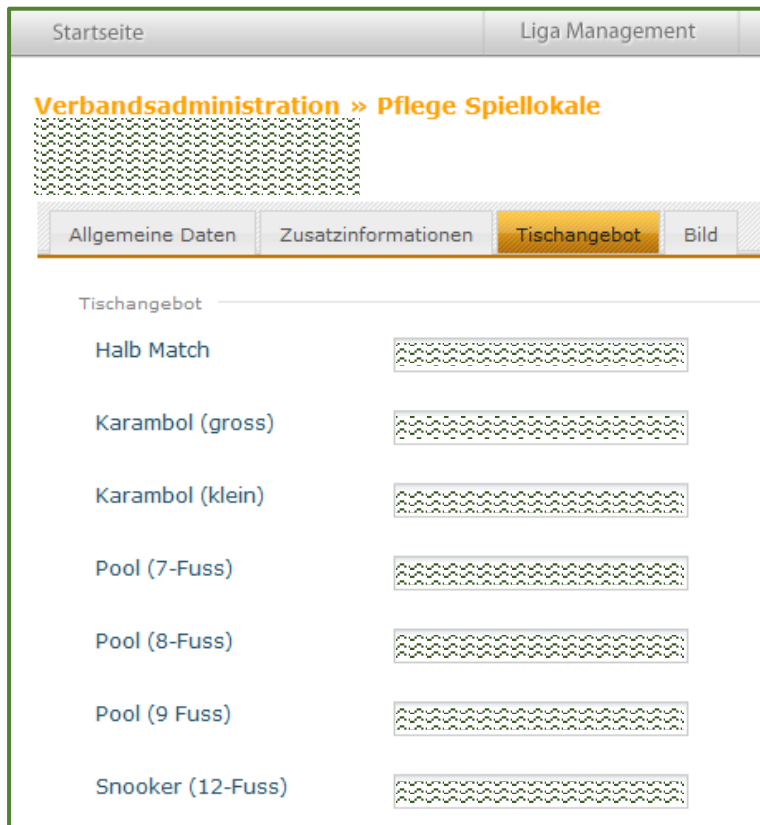 Startseite Liga Management
Verbandsadministration » Pflege Spiellokale
Allgemeine Daten Zusatzinformationen Tischangebot Bild
Tischangebot
Halb Match
Karambol (gross)
Karambol (klein)
Pool (7-Fuss)
Pool (8-Fuss)
Pool (9 Fuss)
Snooker (12-Fuss)